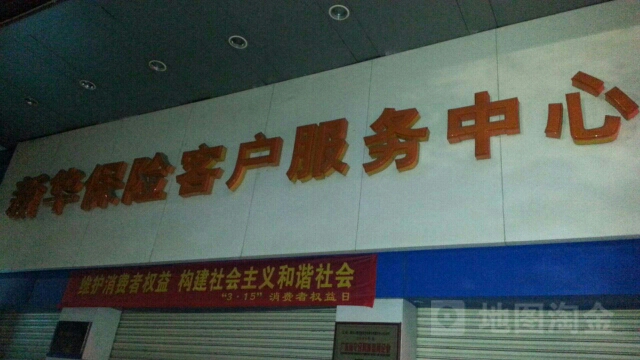 新华保险客户服务中心
维护消费者权益 构建社会主义和谐社会
“3·15”消费者权益日
地图淘金